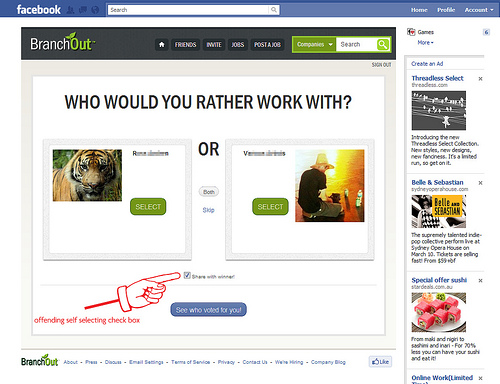 facebook
Search
Home Profile Account
BranchOut
FRIENDS INVITE JOBS POST A JOB
Companies Search
SIGN OUT
WHO WOULD YOU RATHER WORK WITH?
SELECT
OR
Both
Skip
SELECT
Share with winner!
offending self selecting check box
See who voted for you!
BranchOut About - Press - Discuss - Email Settings - Terms of Service - Privacy - Contact Us - We're Hiring - Company Blog
Like
Games 6
More
Create an Ad
Threadless Select
threadless.com
Introducing the new
Threadless Select Collection.
New styles, new designs,
new fanciness. It's a limited
run, so get on it.
Belle & Sebastian
sydneyoperahouse.com
Belle AND
SEBASTIAN
The supremely talented indie-
pop collective perform live at
Sydney Opera House on
March 10. Tickets are selling
fast! From $59+bf
Special offer sushi
stardeals.com.au
From maki and nigiri to
sashimi and inari - For 70%
less you can have your sushi
and eat it!
Online Work(Limited
Time)